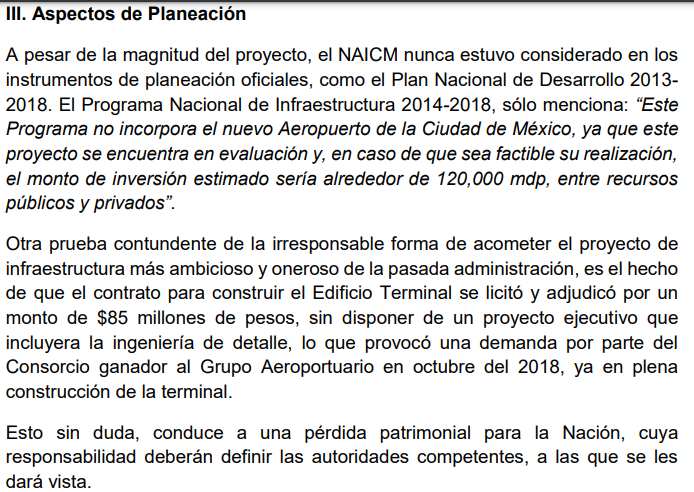 III. Aspectos de Planeación
A pesar de la magnitud del proyecto, el NAICM nunca estuvo considerado en los
instrumentos de planeación oficiales, como el Plan Nacional de Desarrollo 2013-
2018. El Programa Nacional de Infraestructura 2014-2018, sólo menciona: “Este
Programa no incorpora el nuevo Aeropuerto de la Ciudad de México, ya que este
proyecto se encuentra en evaluación y, en caso de que sea factible su realización,
el monto de inversión estimado sería alrededor de 120,000 mdp, entre recursos
públicos y privados”.
Otra prueba contundente de la irresponsable forma de acometer el proyecto de
infraestructura más ambicioso y oneroso de la pasada administración, es el hecho
de que el contrato para construir el Edificio Terminal se licitó y adjudicó por un
monto de $85 millones de pesos, sin disponer de un proyecto ejecutivo que
incluyera la ingeniería de detalle, lo que provocó una demanda por parte del
Consorcio ganador al Grupo Aeroportuario en octubre del 2018, ya en plena
construcción de la terminal.
Esto sin duda, conduce a una pérdida patrimonial para la Nación, cuya
responsabilidad deberán definir las autoridades competentes, a las que se les
dará vista.